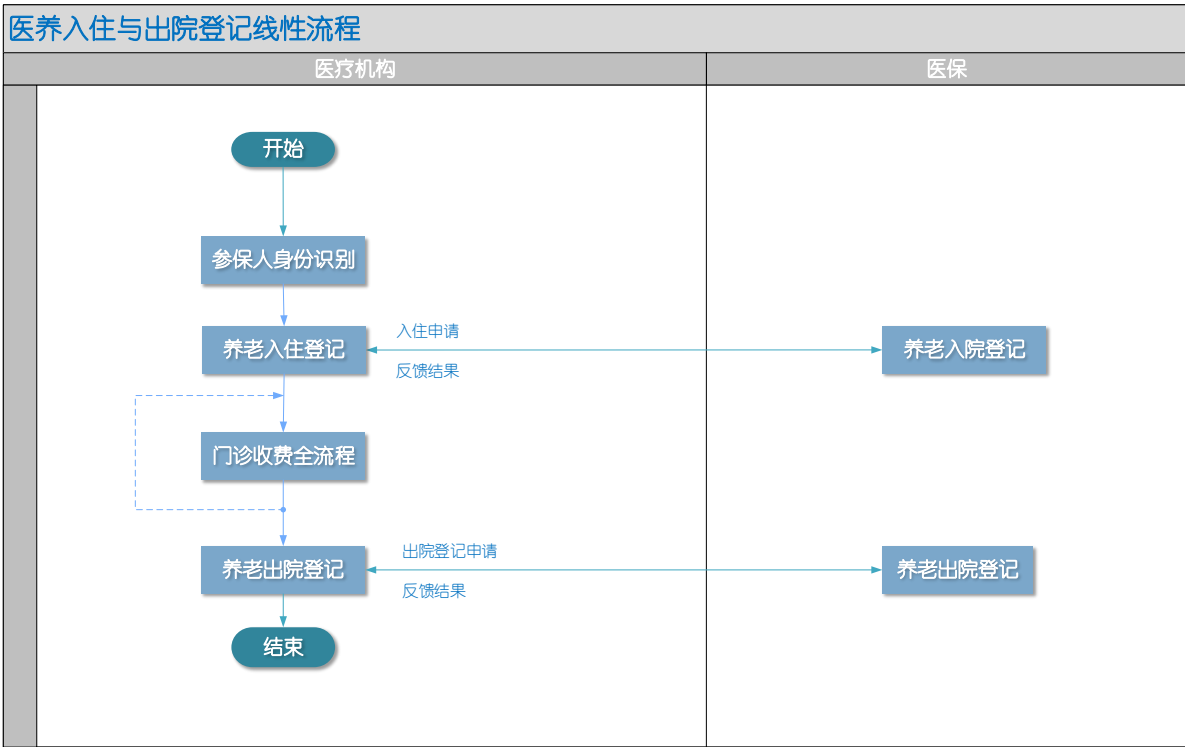 医养入住与出院登记线性流程
医疗机构
医保
开始
参保人身份识别
养老入住登记
入住申请
反馈结果
养老入院登记
门诊收费全流程
养老出院登记
出院登记申请
反馈结果
养老出院登记
结束